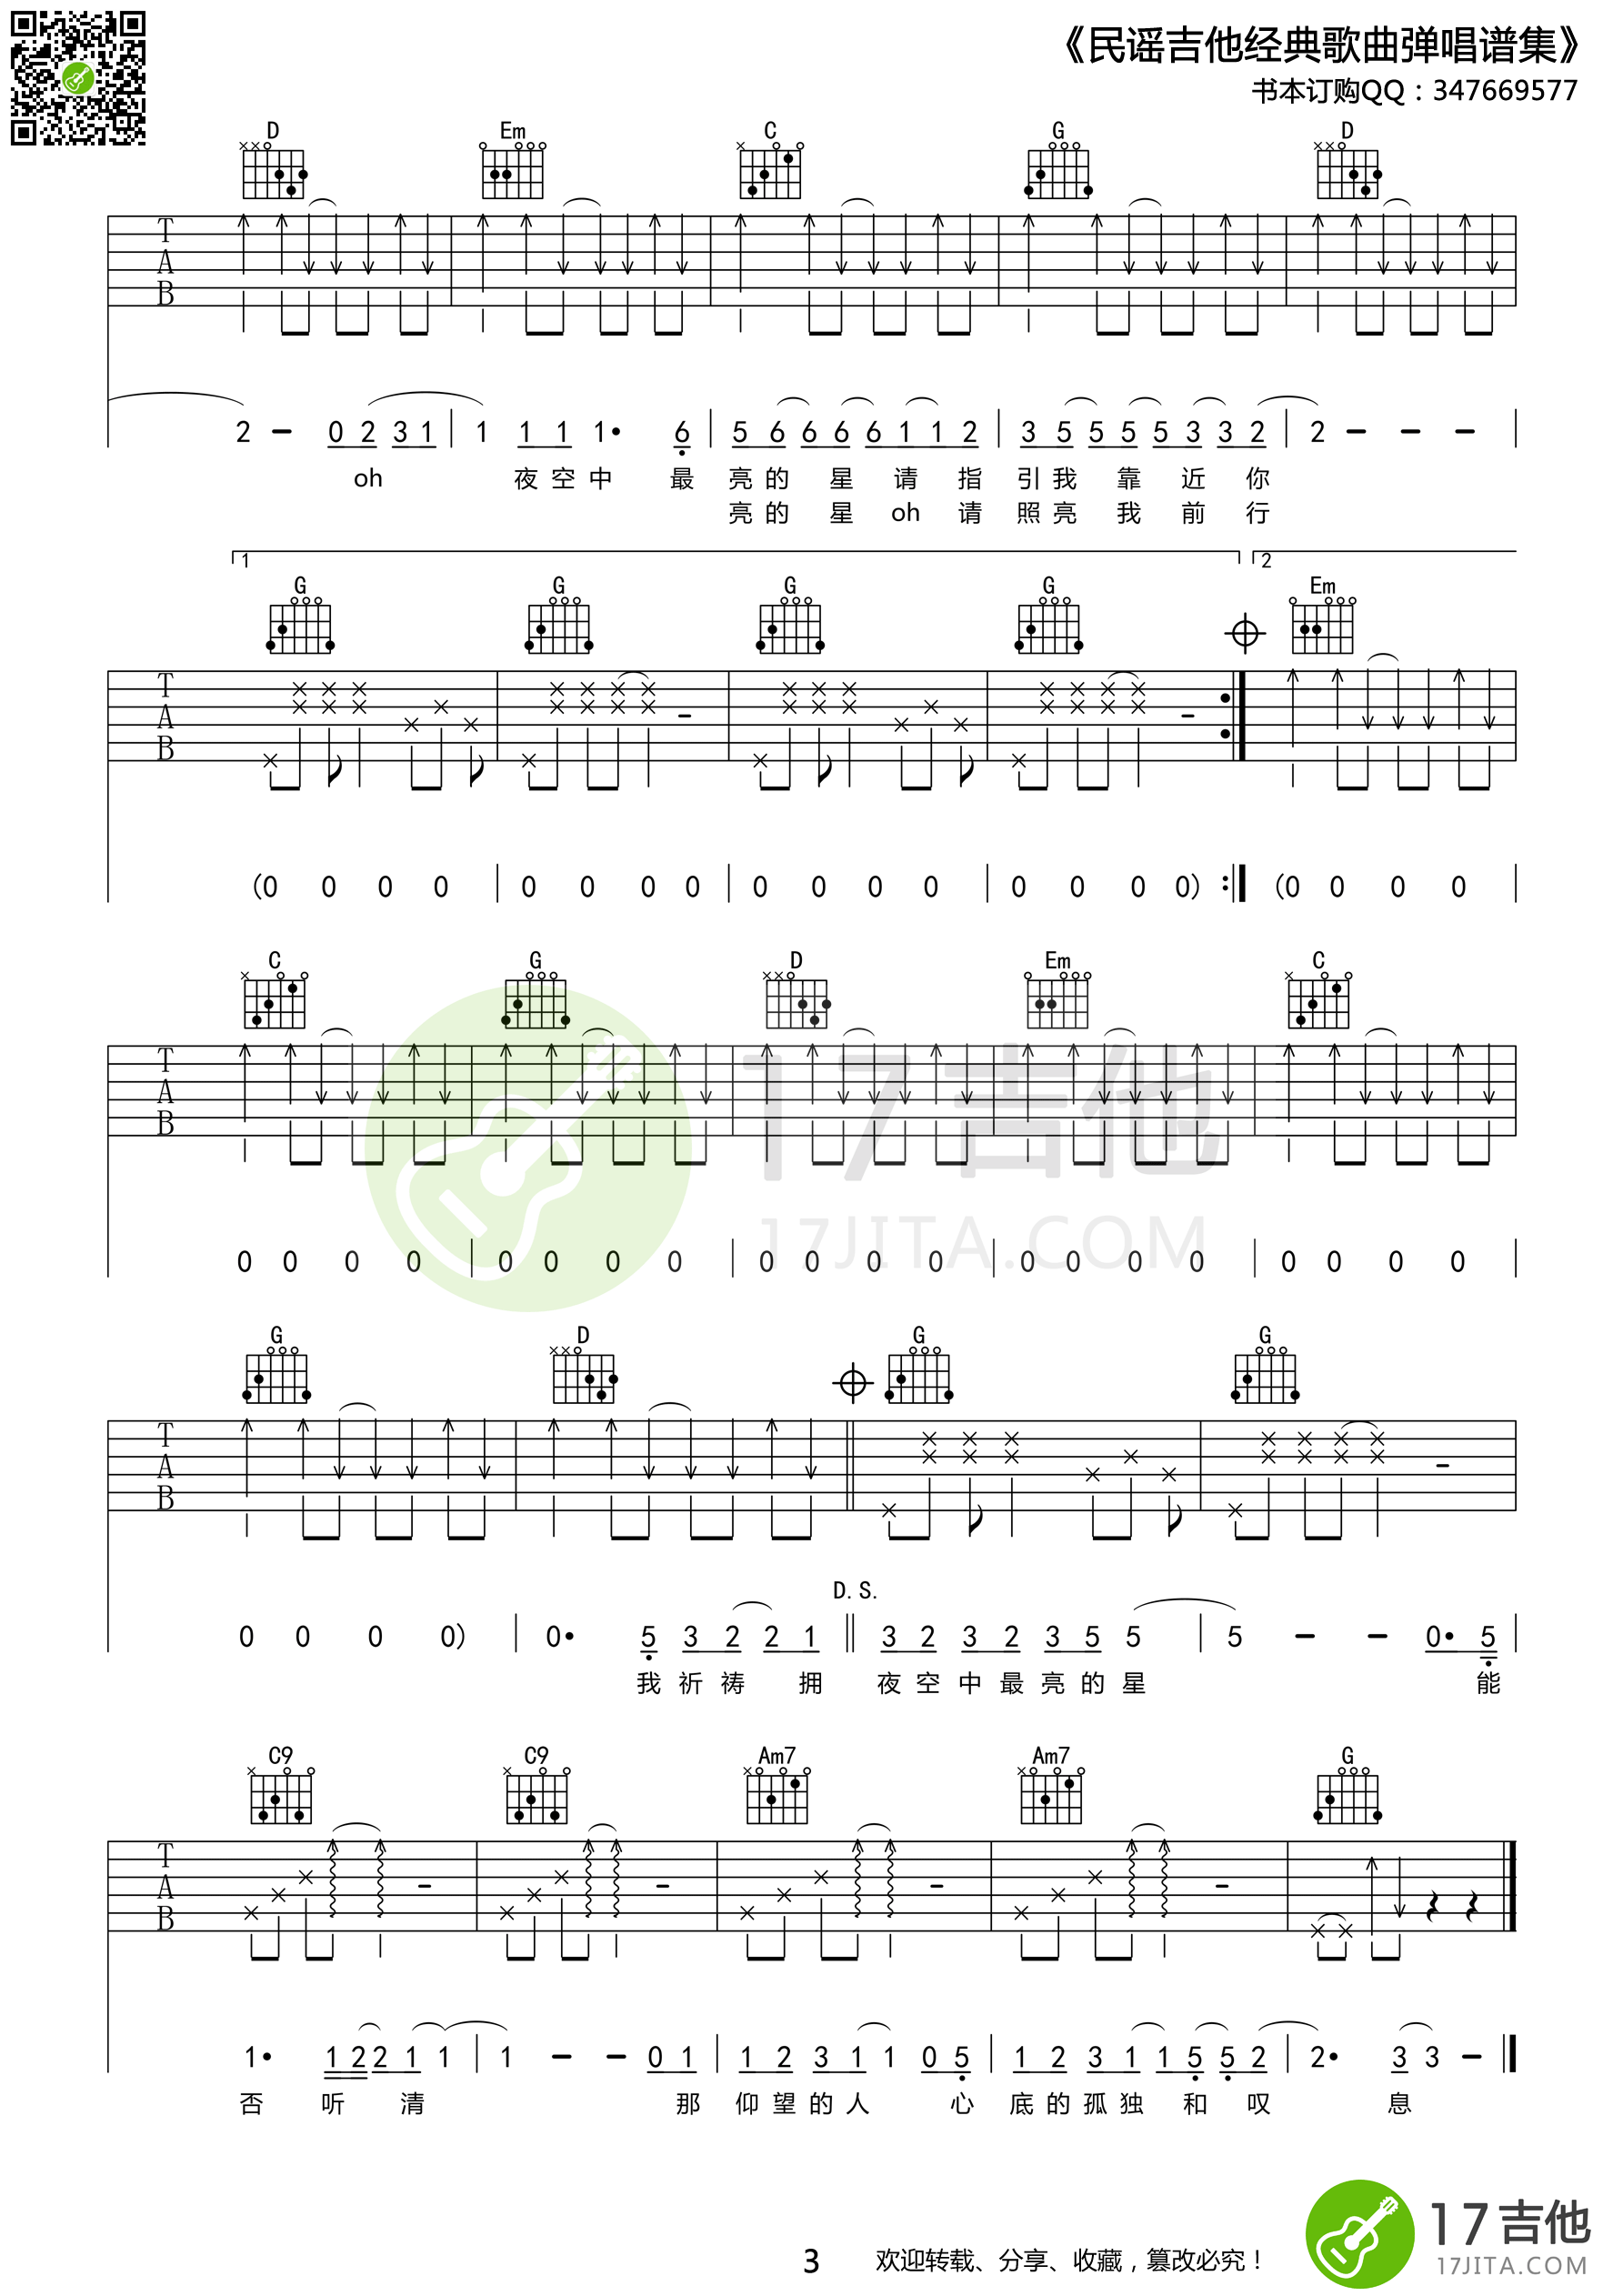 《民谣吉他经典歌曲弹唱谱集》
书本订购QQ：347669577
D Em C G D
T
A
B
2 - 0 2 3 1 | 1 1 1 1· 6 | 5 6 6 6 6 1 1 2 | 3 5 5 5 5 3 3 2 | 2 - - - |
oh 夜空中 最 亮的 星 请 指 引我 靠 近 你
亮的 星 oh 请 照亮 我 前 行
1 2
G G G G Em
T
A
B
(0 0 0 0 | 0 0 0 0 | 0 0 0 0 | 0 0 0 0) :| (0 0 0 0 |
C G D Em C
T
A
B
0 0 0 0 | 0 0 0 0 | 0 0 0 0 | 0 0 0 0 | 0 0 0 0 |
17吉他
17JITA.COM
G D G G
T
A
B
D.S.
0 0 0 0) | 0· 5 3 2 2 1 || 3 2 3 2 3 5 5 | 5 - - 0· 5 |
我 祈 祷 拥 夜空中最亮的星 能
C9 C9 Am7 Am7 G
T
A
B
1· 1 2 2 1 1 | 1 - - 0 1 | 1 2 3 1 1 0 5 | 1 2 3 1 1 5 5 2 | 2· 3 3 - |
否 听 清 那 仰望的人 心 底的孤独 和 叹 息
3 欢迎转载、分享、收藏，篡改必究！
17吉他
17JITA.COM